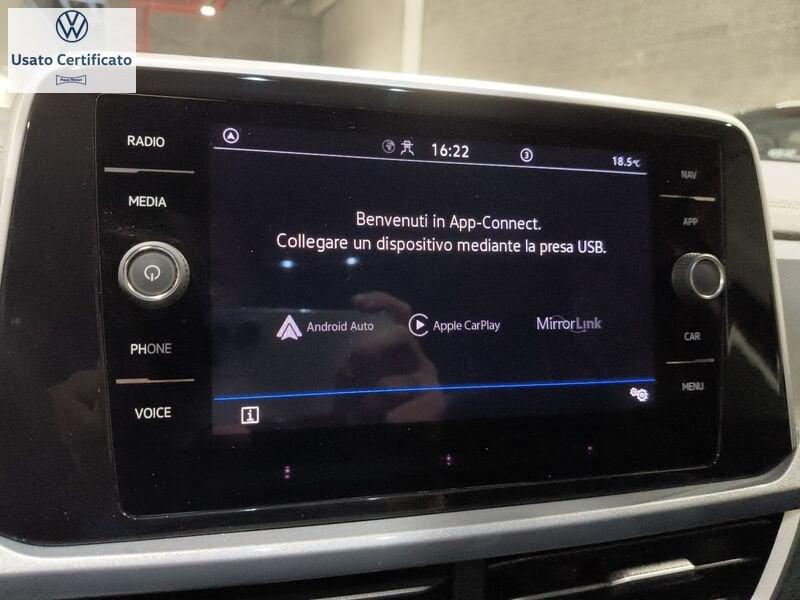 Usato Certificato
RADIO
MEDIA
PHONE
VOICE
16:22
3
18.5°C
Benvenuti in App-Connect.
Collegare un dispositivo mediante la presa USB.
Android Auto
Apple CarPlay
MirrorLink
i
NAV
APP
CAR
MENU